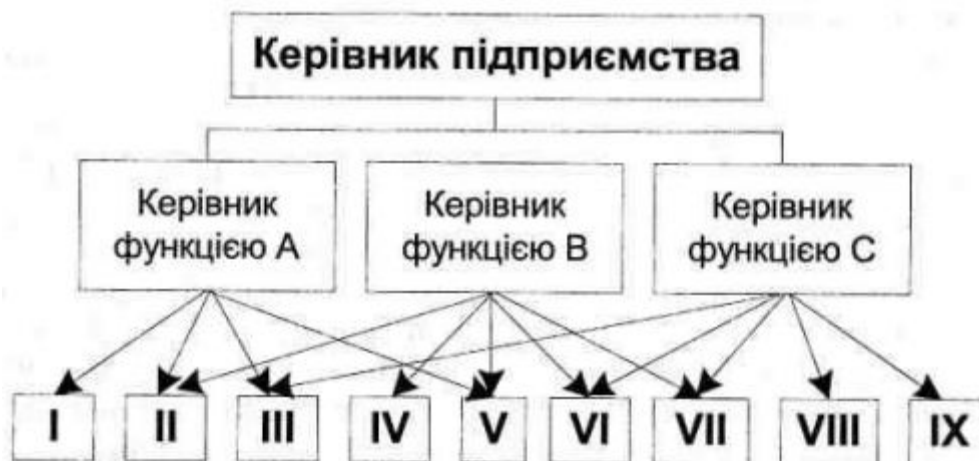 Керівник підприємства
Керівник
функцією А
Керівник
функцією В
Керівник
функцією С
I
II
III
IV
V
VI
VII
VIII
IX